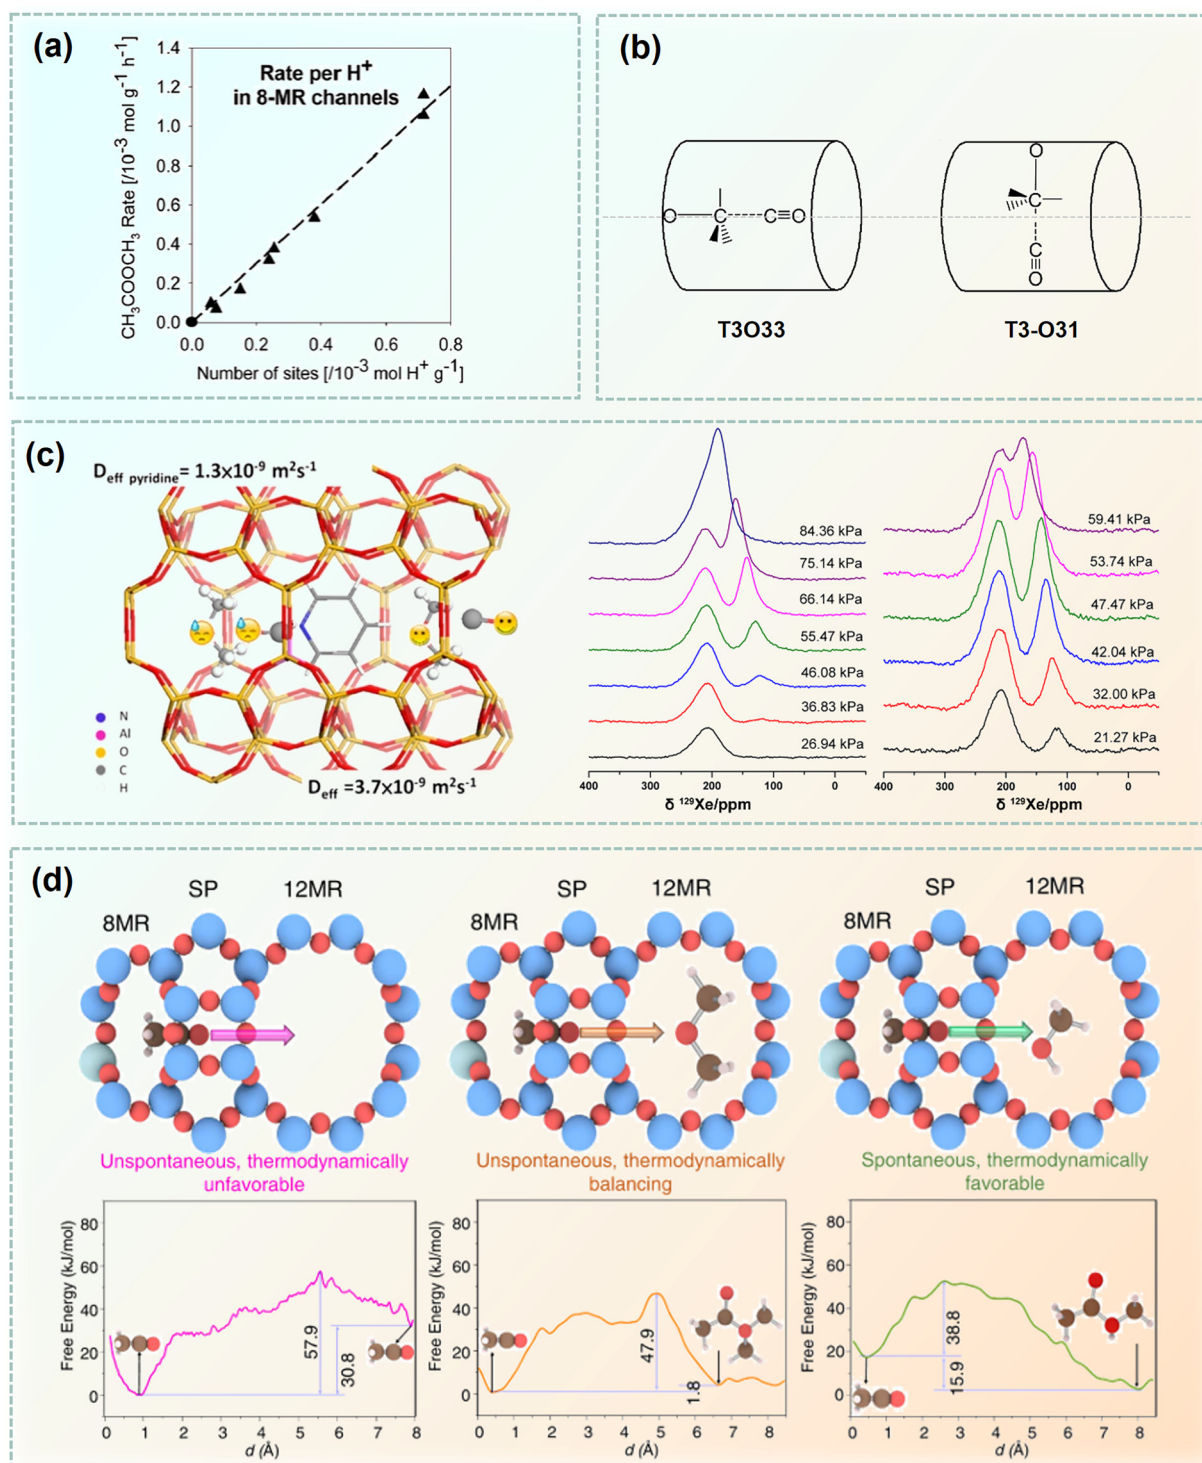 (a)
Rate per H⁺
in 8-MR channels
CH₃COOCH₃ Rate [/10⁻³ mol g⁻¹ h⁻¹]
1.4
1.2
1.0
0.8
0.6
0.4
0.2
0.0
0.0 0.2 0.4 0.6 0.8
Number of sites [/10⁻³ mol H⁺ g⁻¹]
(b)
O C C≡O
O
C
C≡O
T3O33 T3-O31
(c)
D_eff pyridine = 1.3x10⁻⁹ m²s⁻¹
N
Al
O
C
H
D_eff =3.7x10⁻⁹ m²s⁻¹
84.36 kPa
75.14 kPa
66.14 kPa
55.47 kPa
46.08 kPa
36.83 kPa
26.94 kPa
400 300 200 100 0
δ ¹²⁹Xe/ppm
59.41 kPa
53.74 kPa
47.47 kPa
42.04 kPa
32.00 kPa
21.27 kPa
400 300 200 100 0
δ ¹²⁹Xe/ppm
(d)
8MR SP 12MR
8MR SP 12MR
8MR SP 12MR
Unspontaneous, thermodynamically
unfavorable
Unspontaneous, thermodynamically
balancing
Spontaneous, thermodynamically
favorable
Free Energy (kJ/mol)
80
60
40
20
0
57.9
30.8
0 1 2 3 4 5 6 7 8
d (Å)
Free Energy (kJ/mol)
80
60
40
20
0
47.9
1.8
0 1 2 3 4 5 6 7 8
d (Å)
Free Energy (kJ/mol)
80
60
40
20
0
38.8
15.9
0 1 2 3 4 5 6 7 8
d (Å)